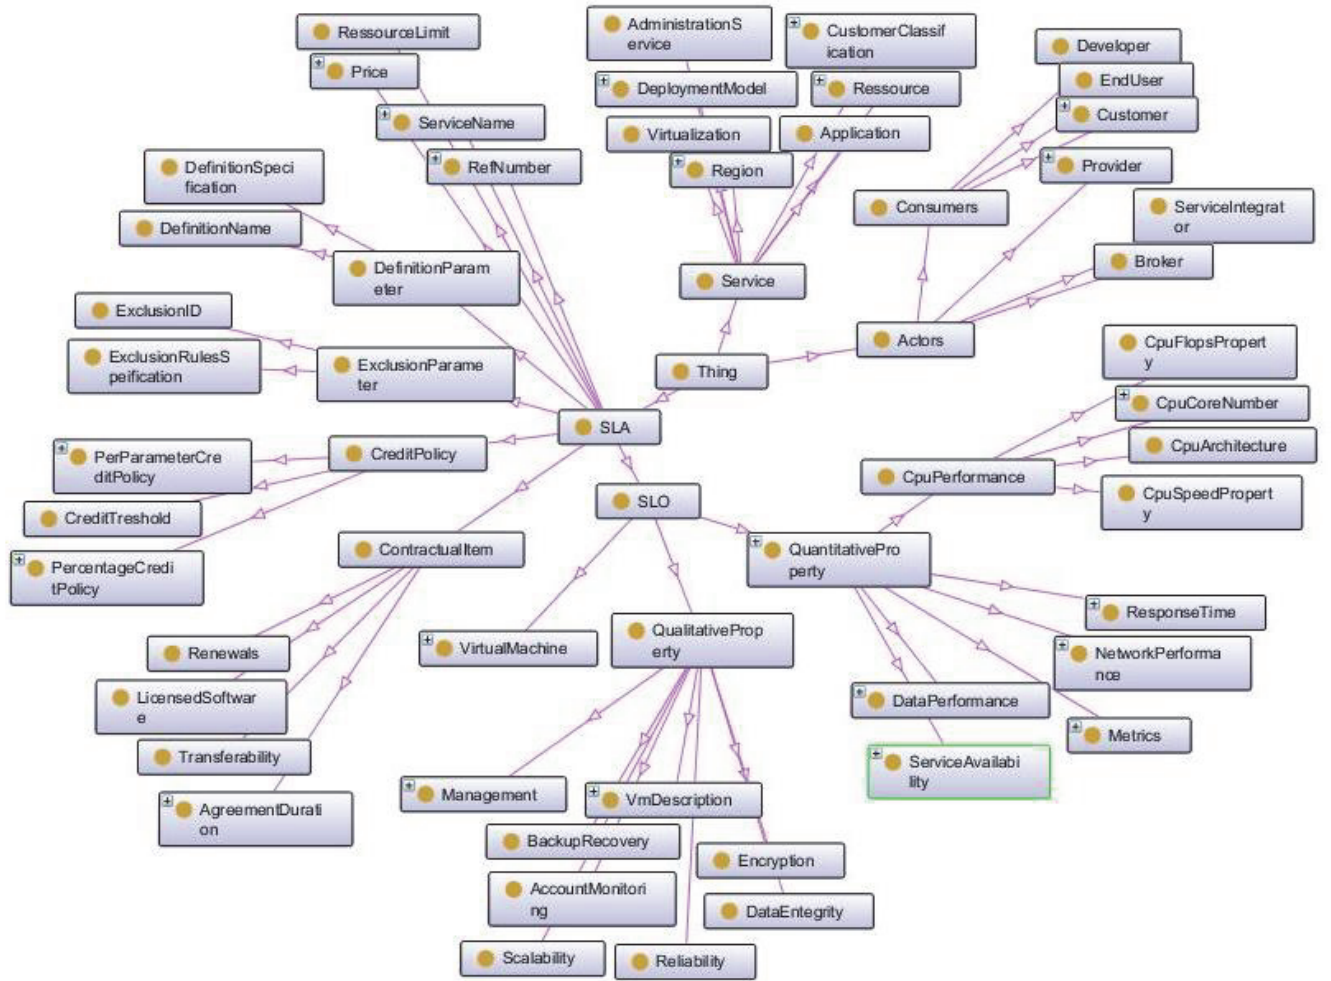 RessourceLimit
Price
ServiceName
RefNumber
AdministrationS
ervice
CustomerClassif
ication
DeploymentModel
Ressource
Virtualization
Application
Region
Developer
EndUser
Customer
Provider
Consumers
ServiceIntegrat
or
Broker
DefinitionSpeci
fication
DefinitionName
DefinitionParam
eter
Service
Actors
Thing
ExclusionID
ExclusionRulesS
peification
ExclusionParame
ter
SLA
CpuFlopsPropert
y
CpuCoreNumber
CpuArchitecture
CpuPerformance
CpuSpeedPropert
y
PerParameterCre
ditPolicy
CreditPolicy
CreditTreshold
PercentageCredi
tPolicy
SLO
ContractualItem
QuantitativePro
perty
ResponseTime
NetworkPerforma
nce
DataPerformance
Metrics
ServiceAvailabi
lity
VirtualMachine
QualitativeProp
erty
Renewals
LicensedSoftwar
e
Transferability
AgreementDurati
on
Management
VmDescription
BackupRecovery
Encryption
AccountMonitori
ng
DataEntegrity
Scalability
Reliability